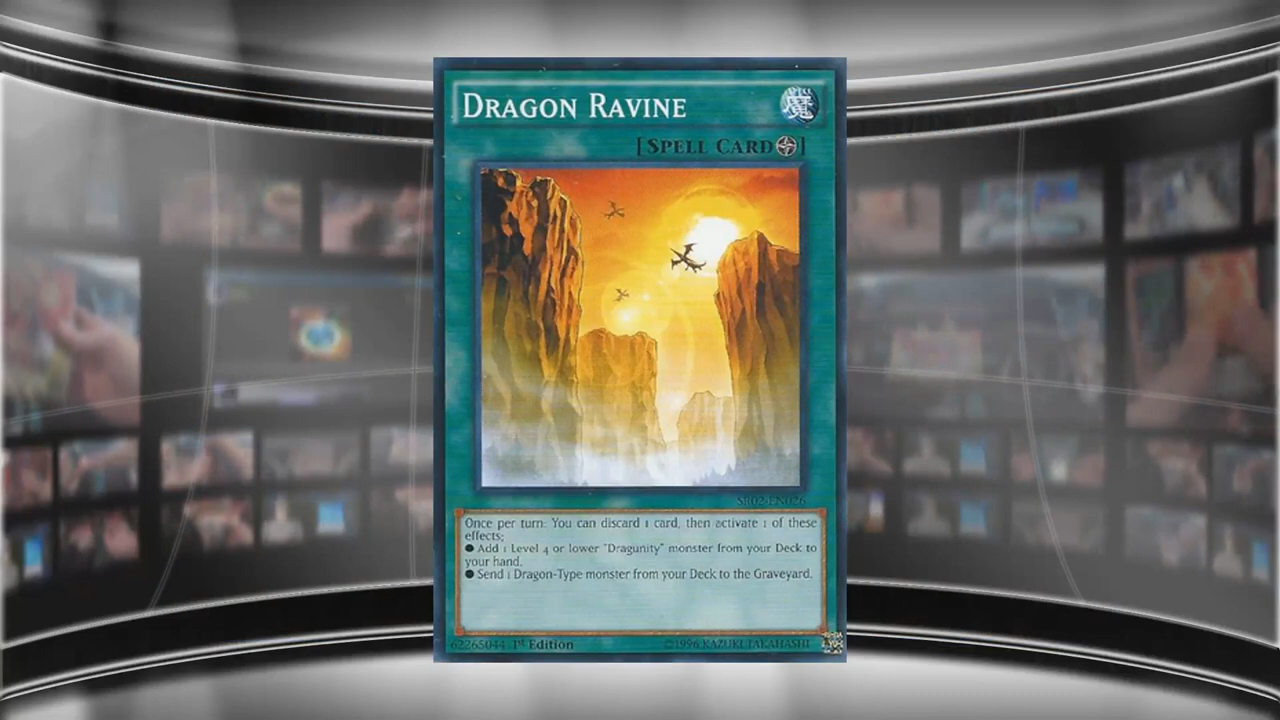 DRAGON RAVINE
魔
[SPELL CARD]
SR02-EN026
Once per turn: You can discard 1 card, then activate 1 of these
effects;
● Add 1 Level 4 or lower "Dragunity" monster from your Deck to
your hand.
● Send 1 Dragon-Type monster from your Deck to the Graveyard.
62265044 1st Edition ©1996 KAZUKI TAKAHASHI